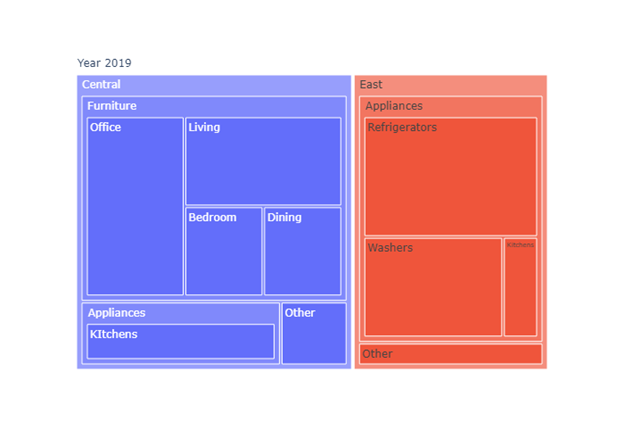 Year 2019
Central
Furniture
Office
Living
Bedroom
Dining
Appliances
KItchens
Other
East
Appliances
Refrigerators
Washers
Kitchens
Other